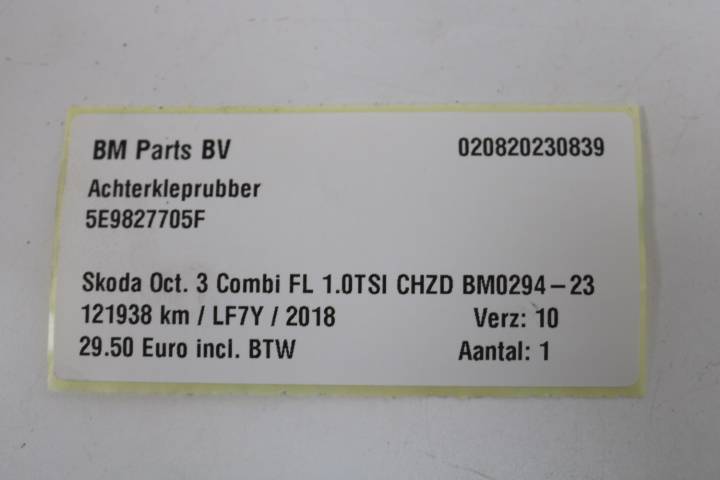 BM Parts BV 020820230839
Achterkleprubber
5E9827705F
Skoda Oct. 3 Combi FL 1.0TSI CHZD BM0294-23
121938 km / LF7Y / 2018 Verz: 10
29.50 Euro incl. BTW Aantal: 1